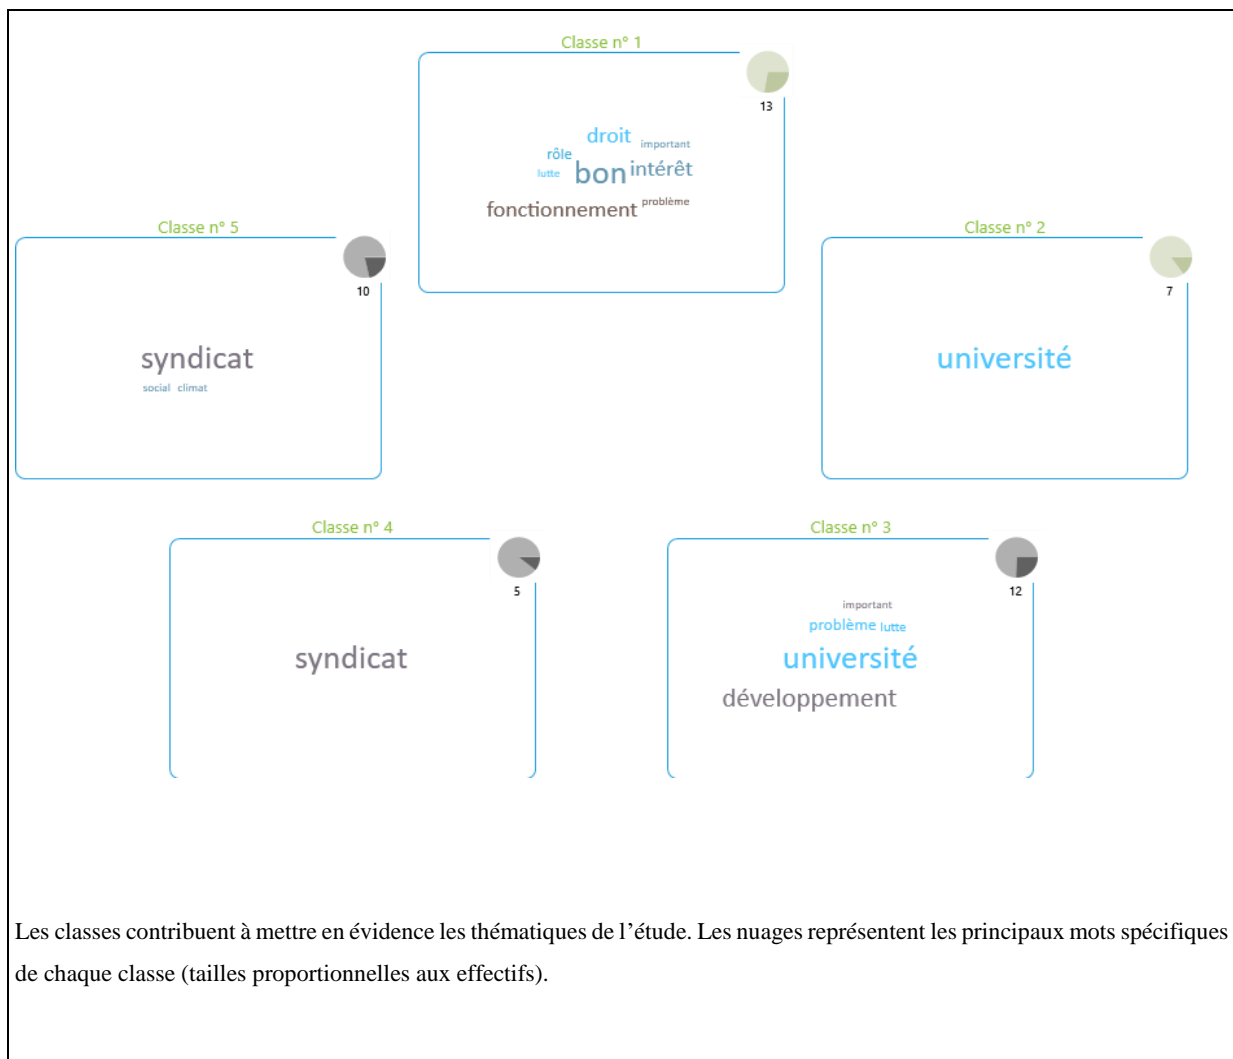 Classe n° 1
13
droit
important
rôle
lutte
bon
intérêt
fonctionnement
problème
Classe n° 5
10
syndicat
social climat
Classe n° 2
7
université
Classe n° 4
5
syndicat
Classe n° 3
12
important
problème lutte
université
développement
Les classes contribuent à mettre en évidence les thématiques de l’étude. Les nuages représentent les principaux mots spécifiques
de chaque classe (tailles proportionnelles aux effectifs).